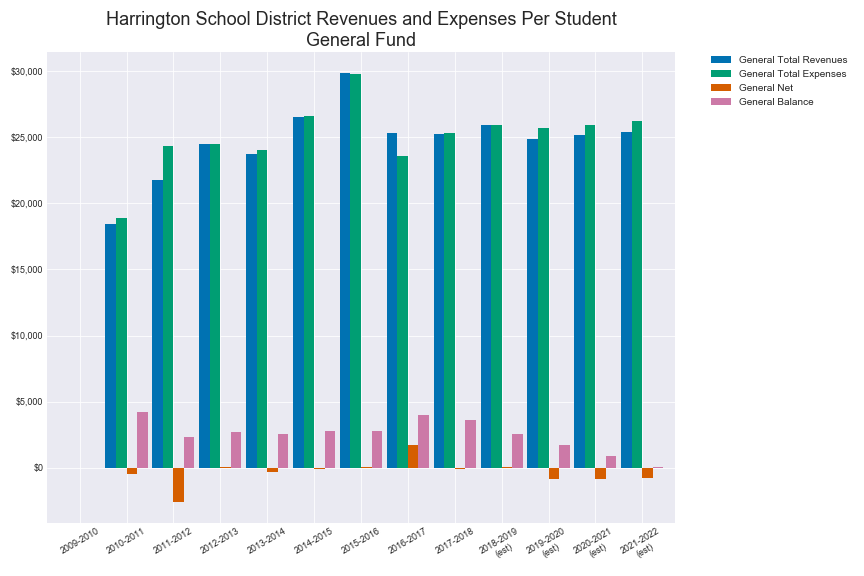 Harrington School District Revenues and Expenses Per Student
General Fund
General Total Revenues
General Total Expenses
General Net
General Balance
$30,000
$25,000
$20,000
$15,000
$10,000
$5,000
$0
2009-2010
2010-2011
2011-2012
2012-2013
2013-2014
2014-2015
2015-2016
2016-2017
2017-2018
2018-2019
(est)
2019-2020
(est)
2020-2021
(est)
2021-2022
(est)